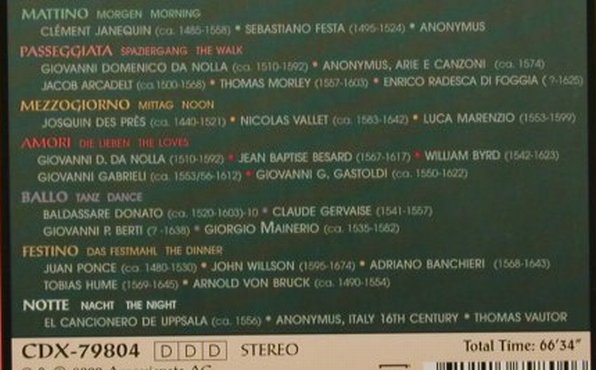 MATTINO MORGEN MORNING
CLÉMENT JANEQUIN (ca. 1485-1558) • SEBASTIANO FESTA (1495-1524) • ANONYMUS
PASSEGGIATA SPAZIERGANG THE WALK
GIOVANNI DOMENICO DA NOLLA (ca. 1510-1592) • ANONYMUS, ARIE E CANZONI (ca. 1574)
JACOB ARCADELT (ca. 1500-1568) • THOMAS MORLEY (1557-1603) • ENRICO RADESCA DI FOGGIA ( ?-1625)
MEZZOGIORNO MITTAG NOON
JOSQUIN DES PRÈS (ca. 1440-1521) • NICOLAS VALLET (ca. 1583-1642) • LUCA MARENZIO (1553-1599)
AMORI DIE LIEBEN THE LOVES
GIOVANNI D. DA NOLLA (1510-1592) • JEAN BAPTISE BESARD (1567-1617) • WILLIAM BYRD (1542-1623)
GIOVANNI GABRIELI (ca. 1553/56-1612) • GIOVANNI G. GASTOLDI (ca. 1550-1622)
BALLO TANZ DANCE
BALDASSARE DONATO (ca. 1520-1603)-10 • CLAUDE GERVAISE (1541-1557)
GIOVANNI P. BERTI (? -1638) • GIORGIO MAINERIO (ca. 1535-1582)
FESTINO DAS FESTMAHL THE DINNER
JUAN PONCE (ca. 1480-1530) • JOHN WILLSON (1595-1674) • ADRIANO BANCHIERI (1568-1643)
TOBIAS HUME (1569-1645) • ARNOLD VON BRUCK (ca. 1490-1554)
NOTTE NACHT THE NIGHT
EL CANCIONERO DE UPPSALA (ca. 1556) • ANONYMUS, ITALY 16TH CENTURY • THOMAS VAUTOR
CDX-79804 D D D STEREO Total Time: 66'34"